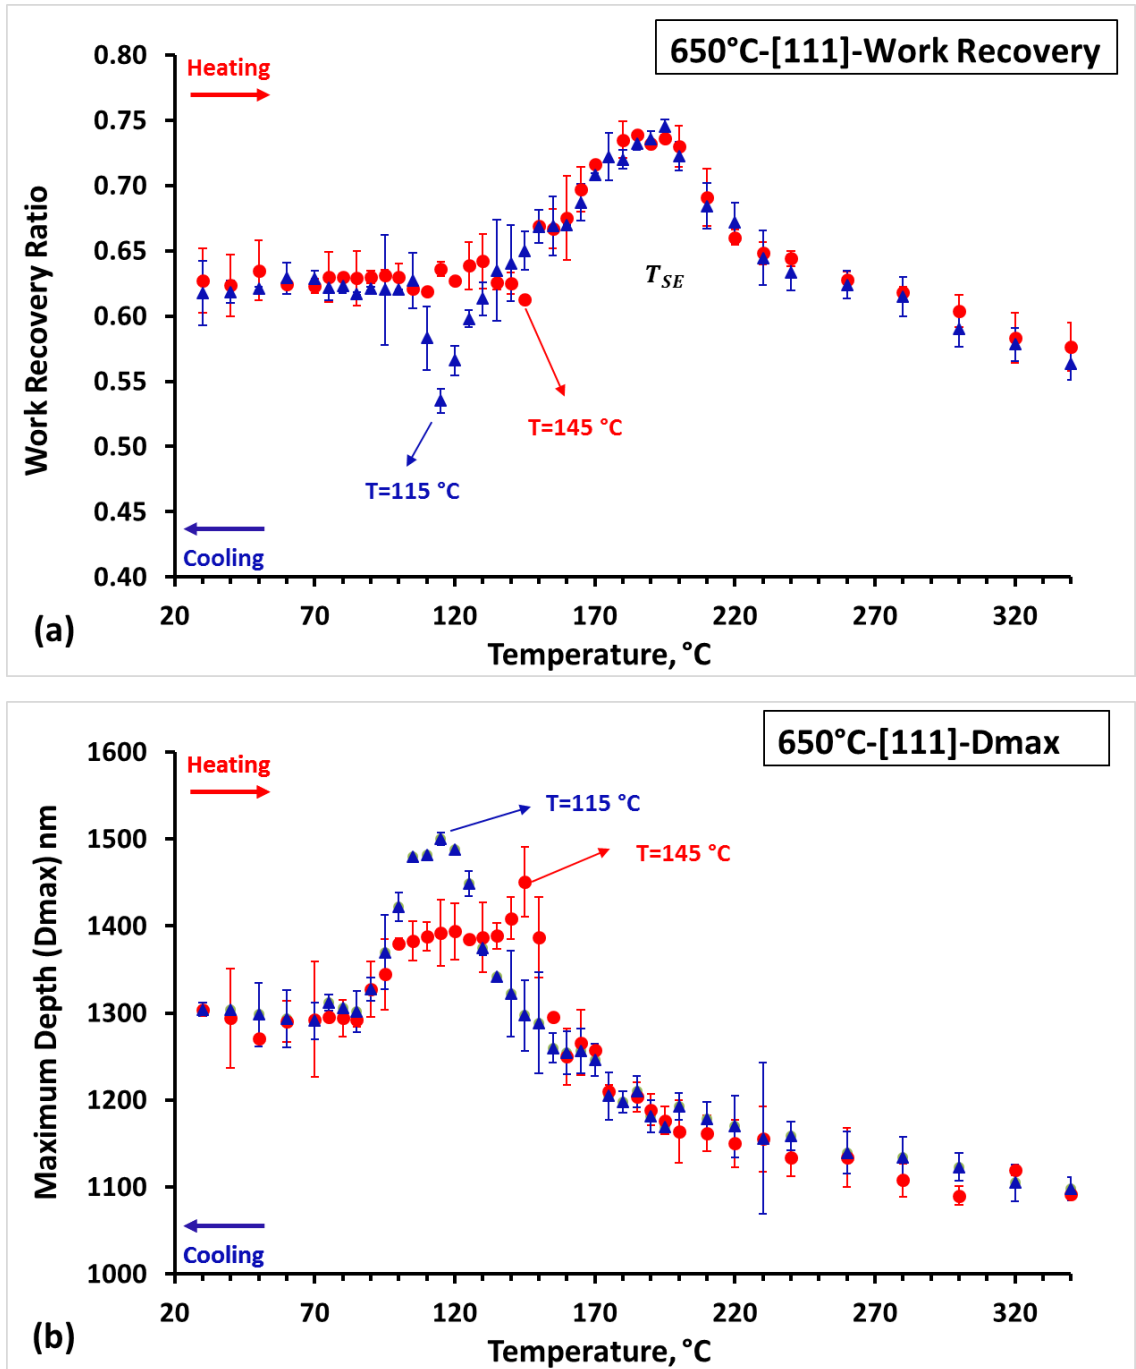 650°C-[111]-Work Recovery
0.80
Heating
0.75
0.70
0.65
T_SE
0.60
0.55
T=145 °C
0.50
T=115 °C
0.45
Cooling
0.40
Work Recovery Ratio
20 70 120 170 220 270 320
(a)
Temperature, °C
650°C-[111]-Dmax
1600
Heating
T=115 °C
1500
T=145 °C
1400
1300
1200
1100
Cooling
1000
Maximum Depth (Dmax) nm
20 70 120 170 220 270 320
(b)
Temperature, °C